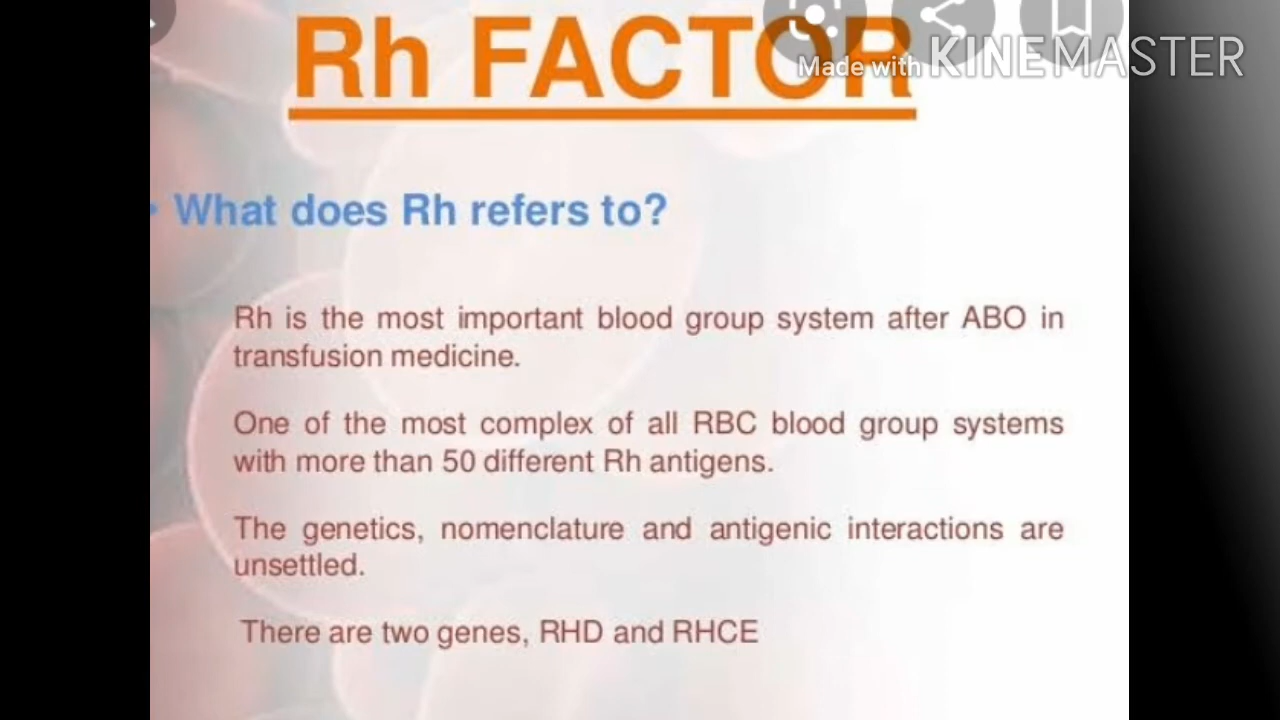 Rh FACTOR
Made with KINEMASTER
• What does Rh refers to?
Rh is the most important blood group system after ABO in
transfusion medicine.
One of the most complex of all RBC blood group systems
with more than 50 different Rh antigens.
The genetics, nomenclature and antigenic interactions are
unsettled.
There are two genes, RHD and RHCE